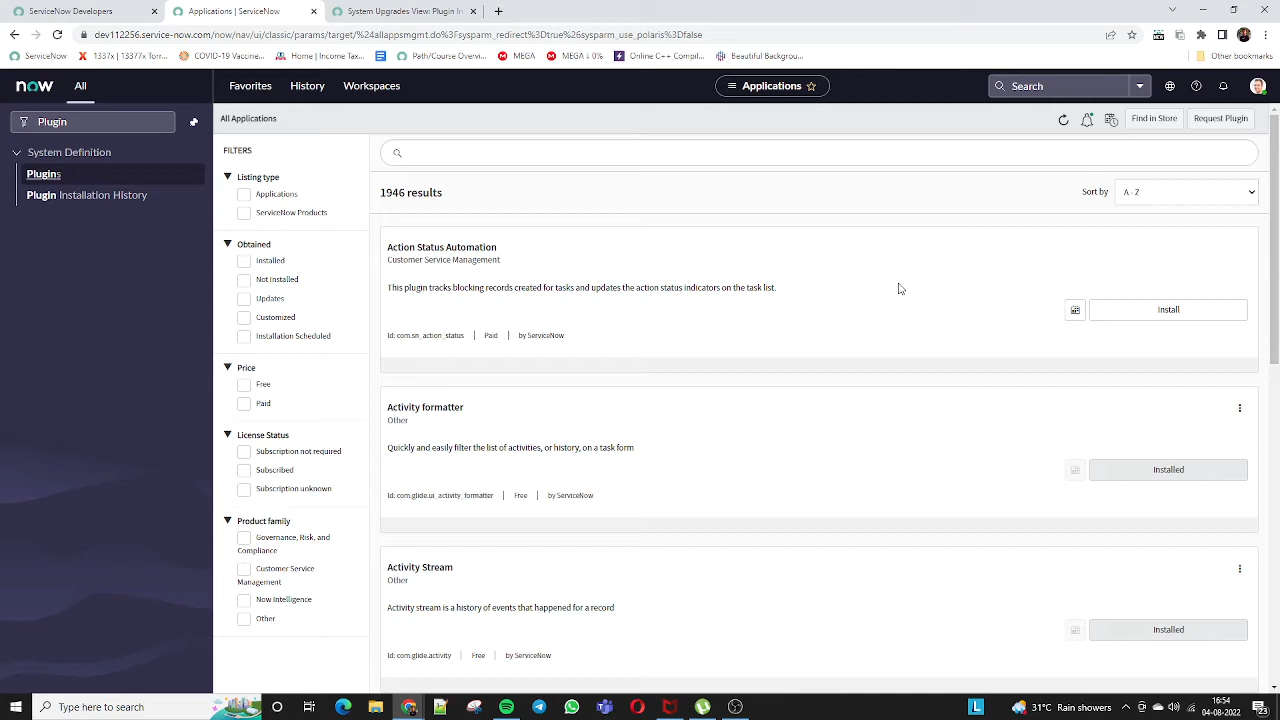 ServiceNow Developers
Applications | ServiceNow
System Upgrades View: Plugin In
dev112256.service-now.com/now/nav/ui/classic/params/target/%24allappsmgmt.do%3Fsysparm_redirect%3Dtrue%26sysparm_use_polaris%3Dfalse
ServiceNow
1337x | 1337x Torr...
COVID-19 Vaccine...
Home | Income Tax...
Path/Course Overvi...
MEGA
MEGA ↓ 0%
Online C++ Compil...
Beautiful Backgrou...
Other bookmarks
now
All
Favorites
History
Workspaces
Applications
Search
Plugin
System Definition
Plugins
Plugin Installation History
All Applications
Find in Store
Request Plugin
FILTERS
Listing type
Applications
ServiceNow Products
Obtained
Installed
Not Installed
Updates
Customized
Installation Scheduled
Price
Free
Paid
License Status
Subscription not required
Subscribed
Subscription unknown
Product family
Governance, Risk, and
Compliance
Customer Service
Management
Now Intelligence
Other
1946 results
Sort by
A - Z
Action Status Automation
Customer Service Management
This plugin tracks blocking records created for tasks and updates the action status indicators on the task list.
Install
Id: com.sn_action_status | Paid | by ServiceNow
Activity formatter
Other
Quickly and easily filter the list of activities, or history, on a task form
Installed
Id: com.glide.ui_activity_formatter | Free | by ServiceNow
Activity Stream
Other
Activity stream is a history of events that happened for a record
Installed
Id: com.glide.activity | Free | by ServiceNow
Type here to search
L
31°C Rain showers
ENG
16:54
04-08-2022